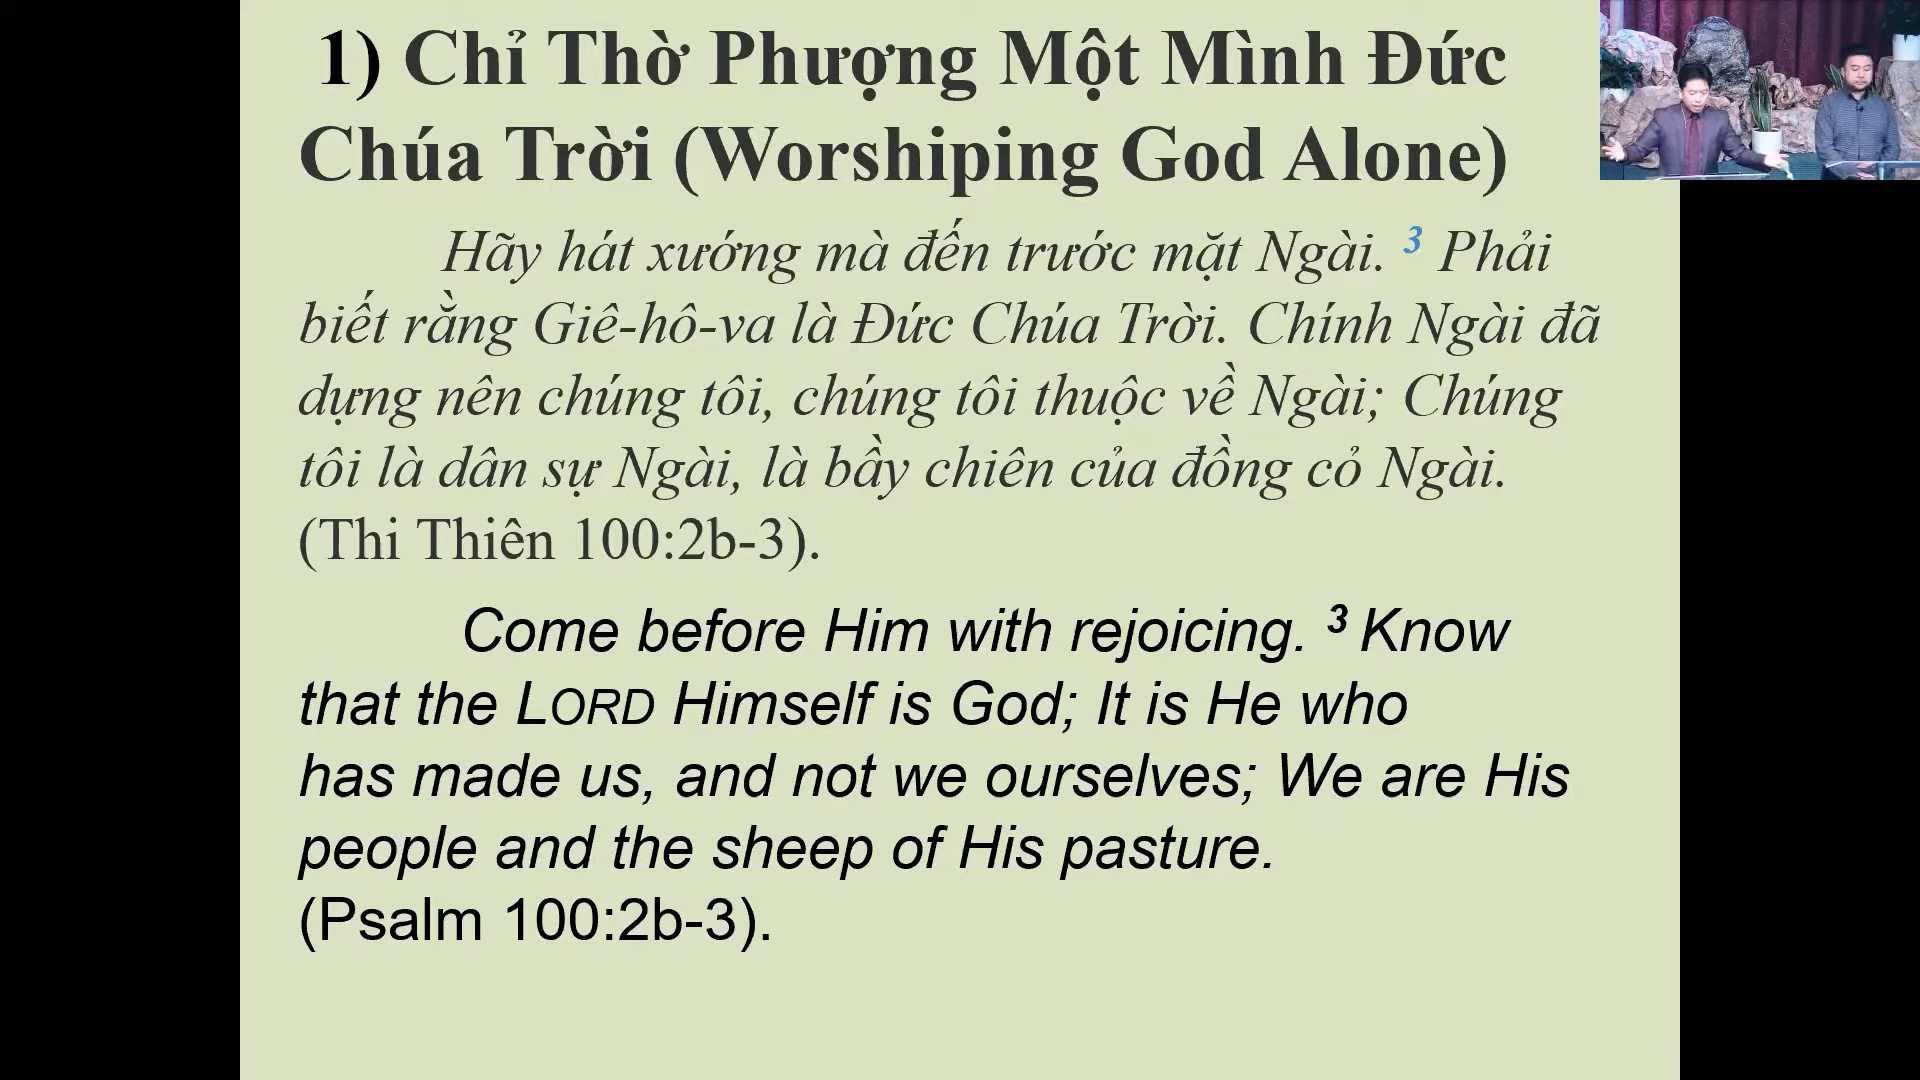 1) Chỉ Thờ Phượng Một Mình Đức
Chúa Trời (Worshiping God Alone)
Hãy hát xướng mà đến trước mặt Ngài. 3 Phải
biết rằng Giê-hô-va là Đức Chúa Trời. Chính Ngài đã
dựng nên chúng tôi, chúng tôi thuộc về Ngài; Chúng
tôi là dân sự Ngài, là bầy chiên của đồng cỏ Ngài.
(Thi Thiên 100:2b-3).
Come before Him with rejoicing. 3 Know
that the LORD Himself is God; It is He who
has made us, and not we ourselves; We are His
people and the sheep of His pasture.
(Psalm 100:2b-3).